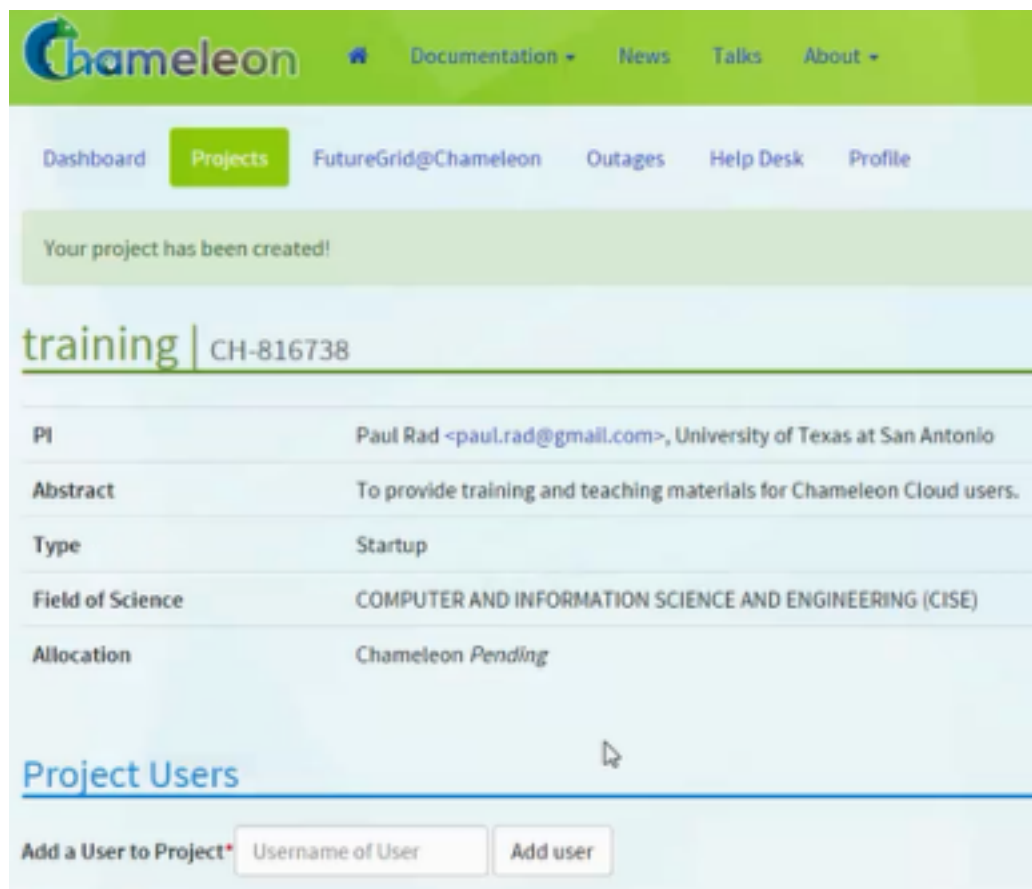 Chameleon Documentation News Talks About
Dashboard Projects FutureGrid@Chameleon Outages Help Desk Profile
Your project has been created!
training | CH-816738
PI Paul Rad <paul.rad@gmail.com>, University of Texas at San Antonio
Abstract To provide training and teaching materials for Chameleon Cloud users.
Type Startup
Field of Science COMPUTER AND INFORMATION SCIENCE AND ENGINEERING (CISE)
Allocation Chameleon Pending
Project Users
Add a User to Project* Username of User Add user